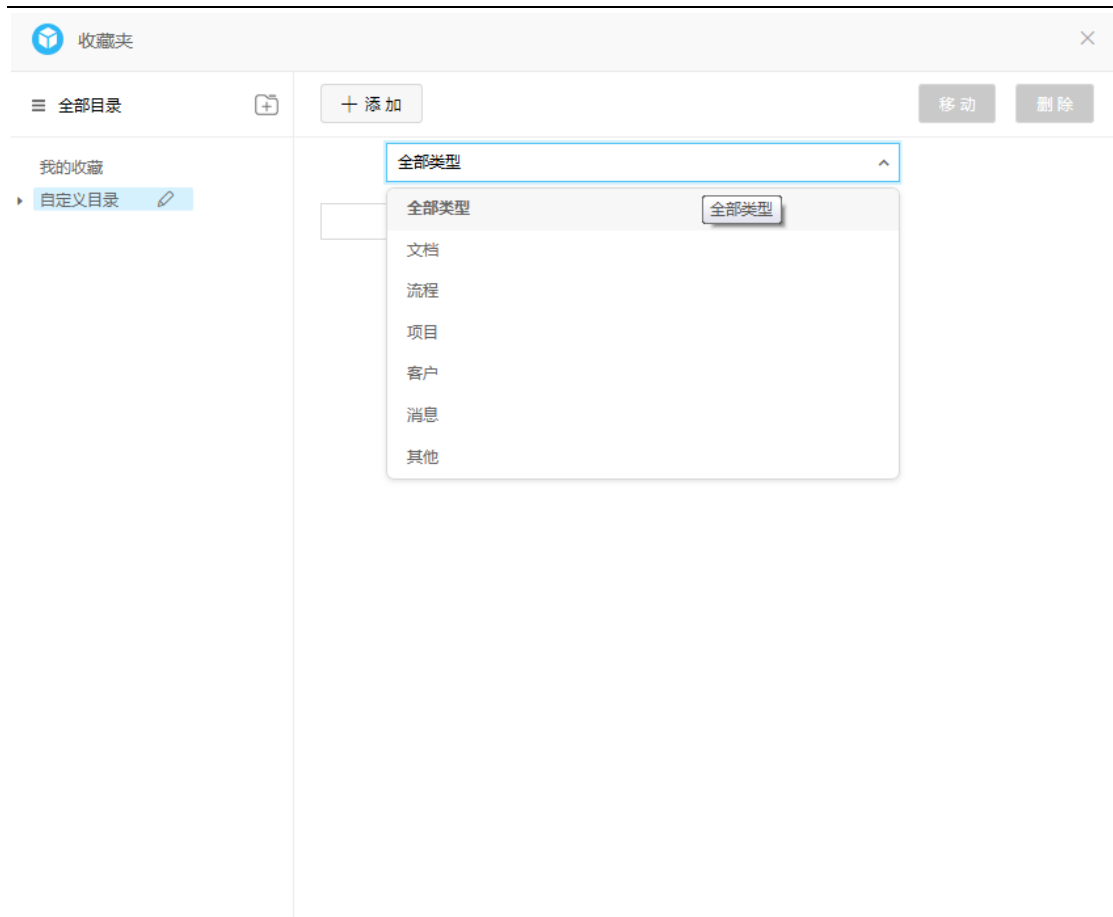 收藏夹
全部目录
添加
移动 删除
我的收藏
自定义目录
全部类型
全部类型
全部类型
文档
流程
项目
客户
消息
其他